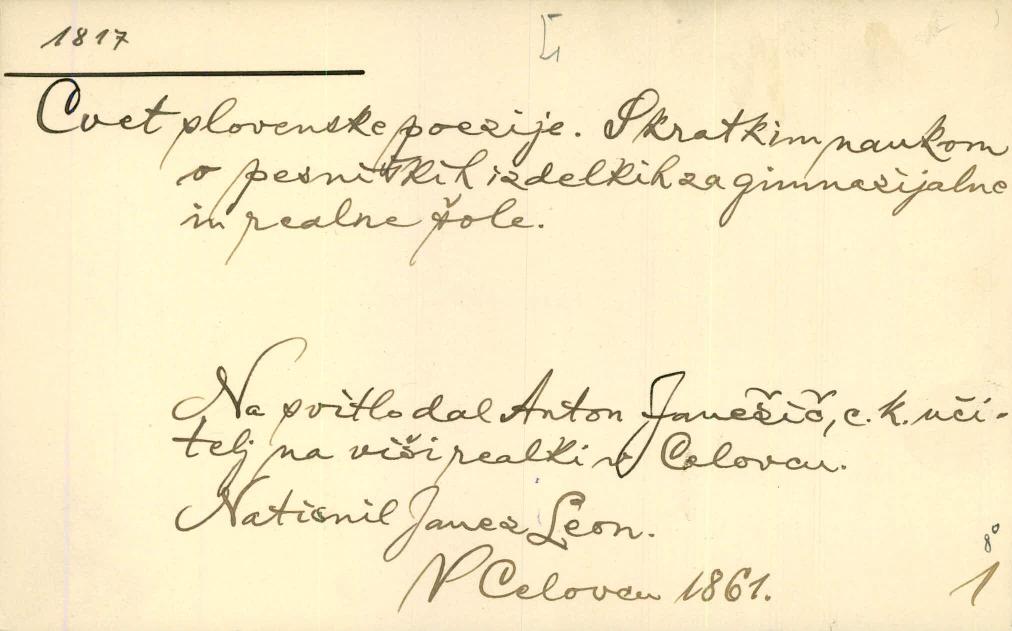 1817
Cvet slovenske poezije. S kratkim naukom
o pesniških izdelkih za gimnazijalne
in realne šole.
Na svitlo dal Anton Janežič, c. k. uči-
telj na viši realki v Celovcu.
Natisnil Janez Leon.
V Celovcu 1861.
8°
1